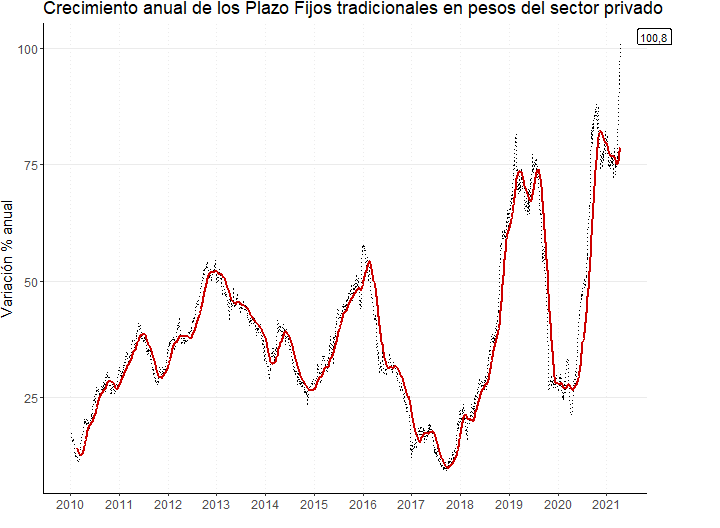 Crecimiento anual de los Plazo Fijos tradicionales en pesos del sector privado
100,8
100
75
50
25
Variación % anual
2010 2011 2012 2013 2014 2015 2016 2017 2018 2019 2020 2021